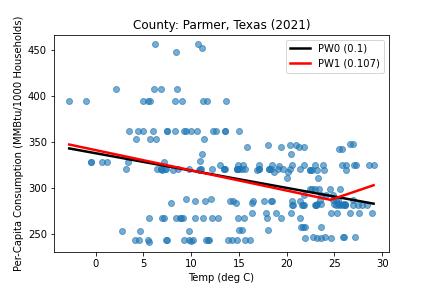 County: Parmer, Texas (2021)
PW0 (0.1)
PW1 (0.107)
Per-Capita Consumption (MMBtu/1000 Households)
450
400
350
300
250
0 5 10 15 20 25 30
Temp (deg C)